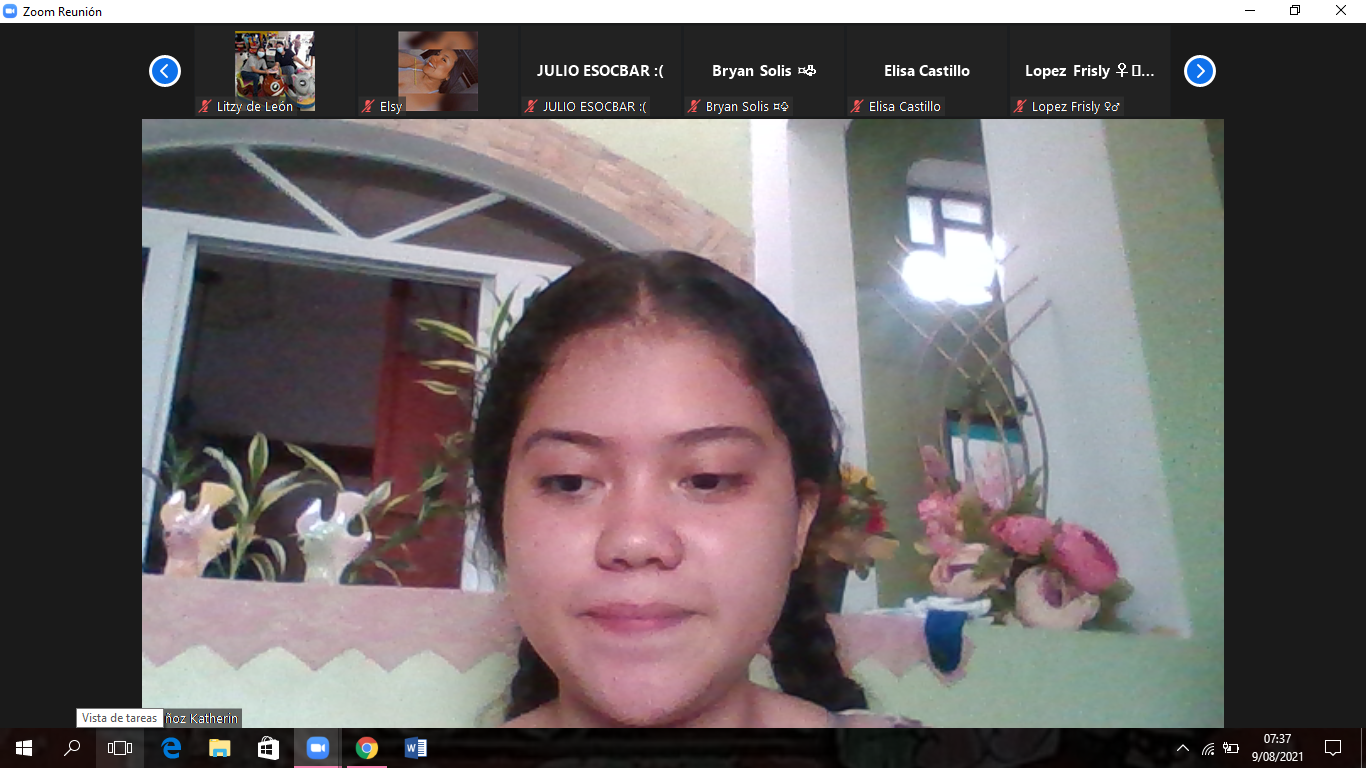 Zoom Reunión
JULIO ESOCBAR :(
Bryan Solis ¤♧
Elisa Castillo
Lopez Frisly ♀ ...
Litzy de León
Elsy
JULIO ESOCBAR :(
Bryan Solis ¤♧
Elisa Castillo
Lopez Frisly ♀♂
Vista de tareas
ñoz Katherin
07:37
9/08/2021